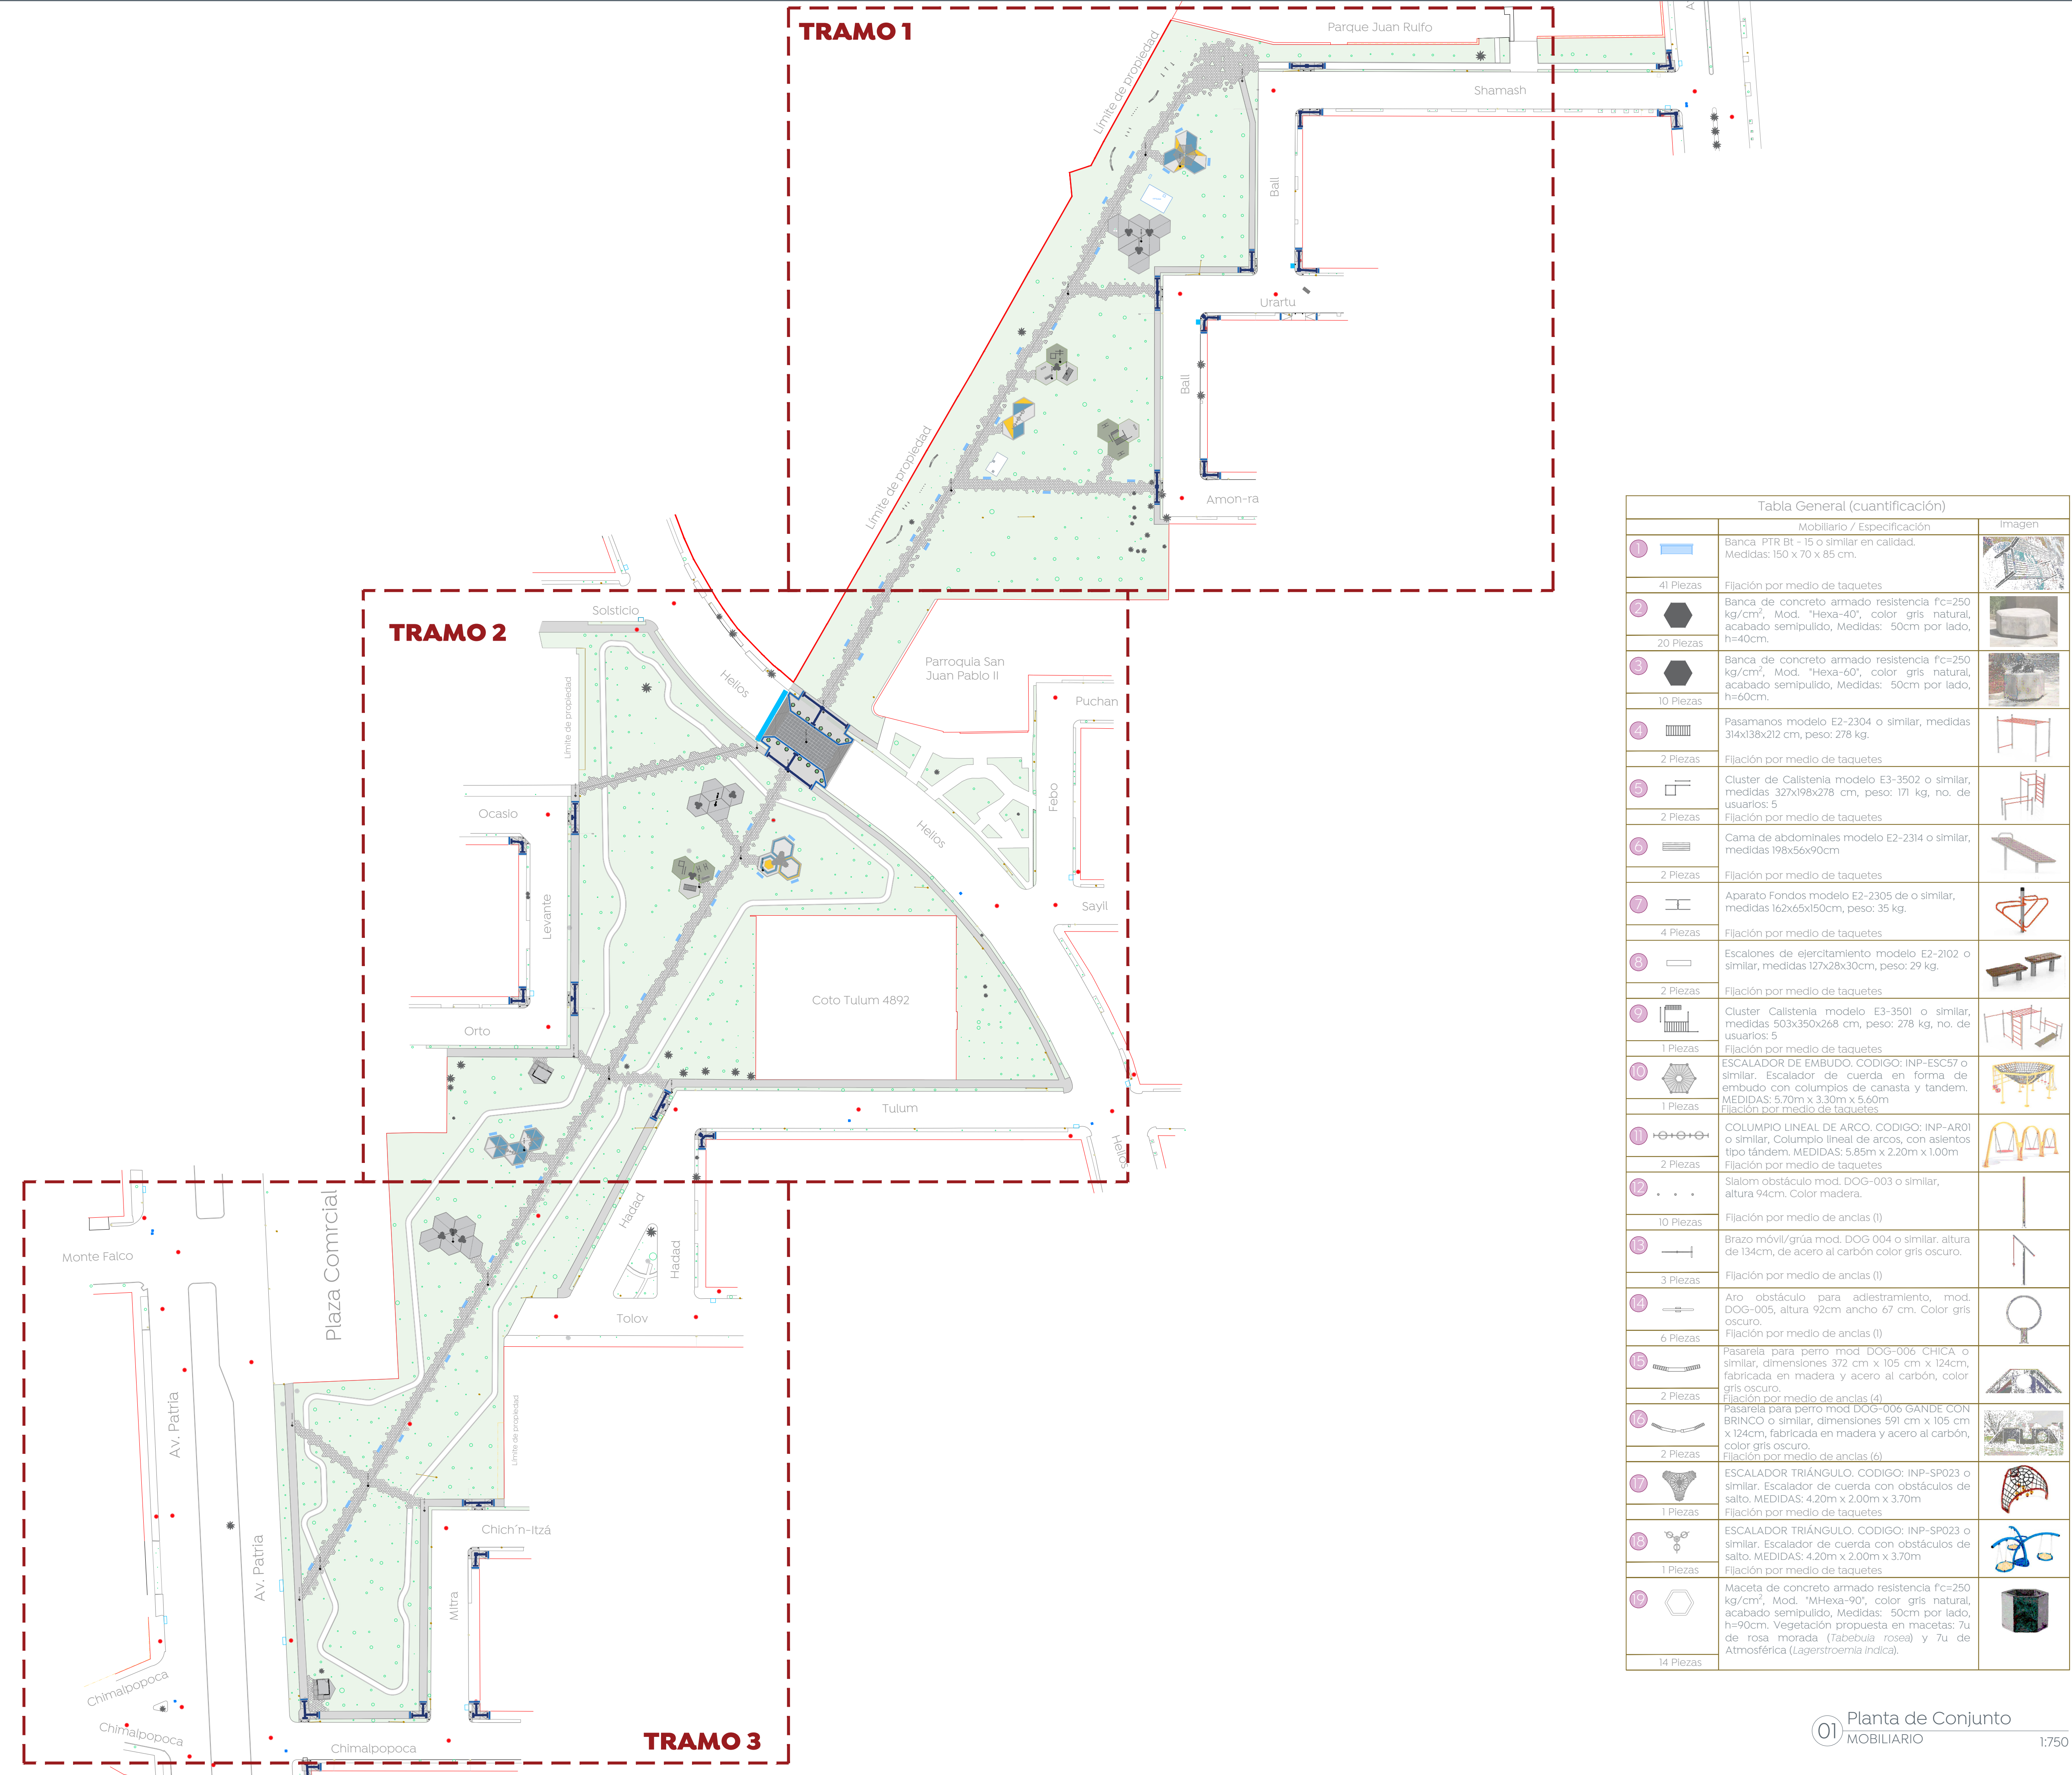 TRAMO 1
Parque Juan Rulfo
Límite de propiedad
Shamash
Ball
Urartu
Ball
Límite de propiedad
Amon-ra
TRAMO 2
Solsticio
Helios
Límite de propiedad
Parroquia San
Juan Pablo II
Puchan
Ocasio
Febo
Helios
Levante
Sayil
Coto Tulum 4892
Orto
Tulum
Helios
Hadad
Hadad
Tolov
Monte Falco
Plaza Comrcial
Av. Patria
Límite de propiedad
Av. Patria
Chich´n-Itzá
Mitra
Chimalpopoca
Chimalpopoca
Chimalpopoca
TRAMO 3
Tabla General (cuantificación)
Mobiliario / Especificación
Imagen
1
Banca PTR Bt - 15 o similar en calidad.
Medidas: 150 x 70 x 85 cm.
41 Piezas
Fijación por medio de taquetes
2
Banca de concreto armado resistencia f'c=250
kg/cm², Mod. "Hexa-40", color gris natural,
acabado semipulido, Medidas: 50cm por lado,
h=40cm.
20 Piezas
3
Banca de concreto armado resistencia f'c=250
kg/cm², Mod. "Hexa-60", color gris natural,
acabado semipulido, Medidas: 50cm por lado,
h=60cm.
10 Piezas
4
Pasamanos modelo E2-2304 o similar, medidas
314x138x212 cm, peso: 278 kg.
2 Piezas
Fijación por medio de taquetes
5
Cluster de Calistenia modelo E3-3502 o similar,
medidas 327x198x278 cm, peso: 171 kg, no. de
usuarios: 5
2 Piezas
Fijación por medio de taquetes
6
Cama de abdominales modelo E2-2314 o similar,
medidas 198x56x90cm
2 Piezas
Fijación por medio de taquetes
7
Aparato Fondos modelo E2-2305 de o similar,
medidas 162x65x150cm, peso: 35 kg.
4 Piezas
Fijación por medio de taquetes
8
Escalones de ejercitamiento modelo E2-2102 o
similar, medidas 127x28x30cm, peso: 29 kg.
2 Piezas
Fijación por medio de taquetes
9
Cluster Calistenia modelo E3-3501 o similar,
medidas 503x350x268 cm, peso: 278 kg, no. de
usuarios: 5
1 Piezas
Fijación por medio de taquetes
10
ESCALADOR DE EMBUDO. CODIGO: INP-ESC57 o
similar. Escalador de cuerda en forma de
embudo con columpios de canasta y tandem.
MEDIDAS: 5.70m x 3.30m x 5.60m
1 Piezas
Fijación por medio de taquetes
11
COLUMPIO LINEAL DE ARCO. CODIGO: INP-AR01
o similar, Columpio lineal de arcos, con asientos
tipo tándem. MEDIDAS: 5.85m x 2.20m x 1.00m
2 Piezas
Fijación por medio de taquetes
12
Slalom obstáculo mod. DOG-003 o similar,
altura 94cm. Color madera.
10 Piezas
Fijación por medio de anclas (1)
13
Brazo móvil/grúa mod. DOG 004 o similar. altura
de 134cm, de acero al carbón color gris oscuro.
3 Piezas
Fijación por medio de anclas (1)
14
Aro obstáculo para adiestramiento, mod.
DOG-005, altura 92cm ancho 67 cm. Color gris
oscuro.
6 Piezas
Fijación por medio de anclas (1)
15
Pasarela para perro mod DOG-006 CHICA o
similar, dimensiones 372 cm x 105 cm x 124cm,
fabricada en madera y acero al carbón, color
gris oscuro.
2 Piezas
Fijación por medio de anclas (4)
16
Pasarela para perro mod DOG-006 GANDE CON
BRINCO o similar, dimensiones 591 cm x 105 cm
x 124cm, fabricada en madera y acero al carbón,
color gris oscuro.
2 Piezas
Fijación por medio de anclas (6)
17
ESCALADOR TRIÁNGULO. CODIGO: INP-SP023 o
similar. Escalador de cuerda con obstáculos de
salto. MEDIDAS: 4.20m x 2.00m x 3.70m
1 Piezas
Fijación por medio de taquetes
18
ESCALADOR TRIÁNGULO. CODIGO: INP-SP023 o
similar. Escalador de cuerda con obstáculos de
salto. MEDIDAS: 4.20m x 2.00m x 3.70m
1 Piezas
Fijación por medio de taquetes
19
Maceta de concreto armado resistencia f'c=250
kg/cm², Mod. "MHexa-90", color gris natural,
acabado semipulido, Medidas: 50cm por lado,
h=90cm. Vegetación propuesta en macetas: 7u
de rosa morada (Tabebuia rosea) y 7u de
Atmosférica (Lagerstroemia indica).
14 Piezas
01
Planta de Conjunto
MOBILIARIO
1:750